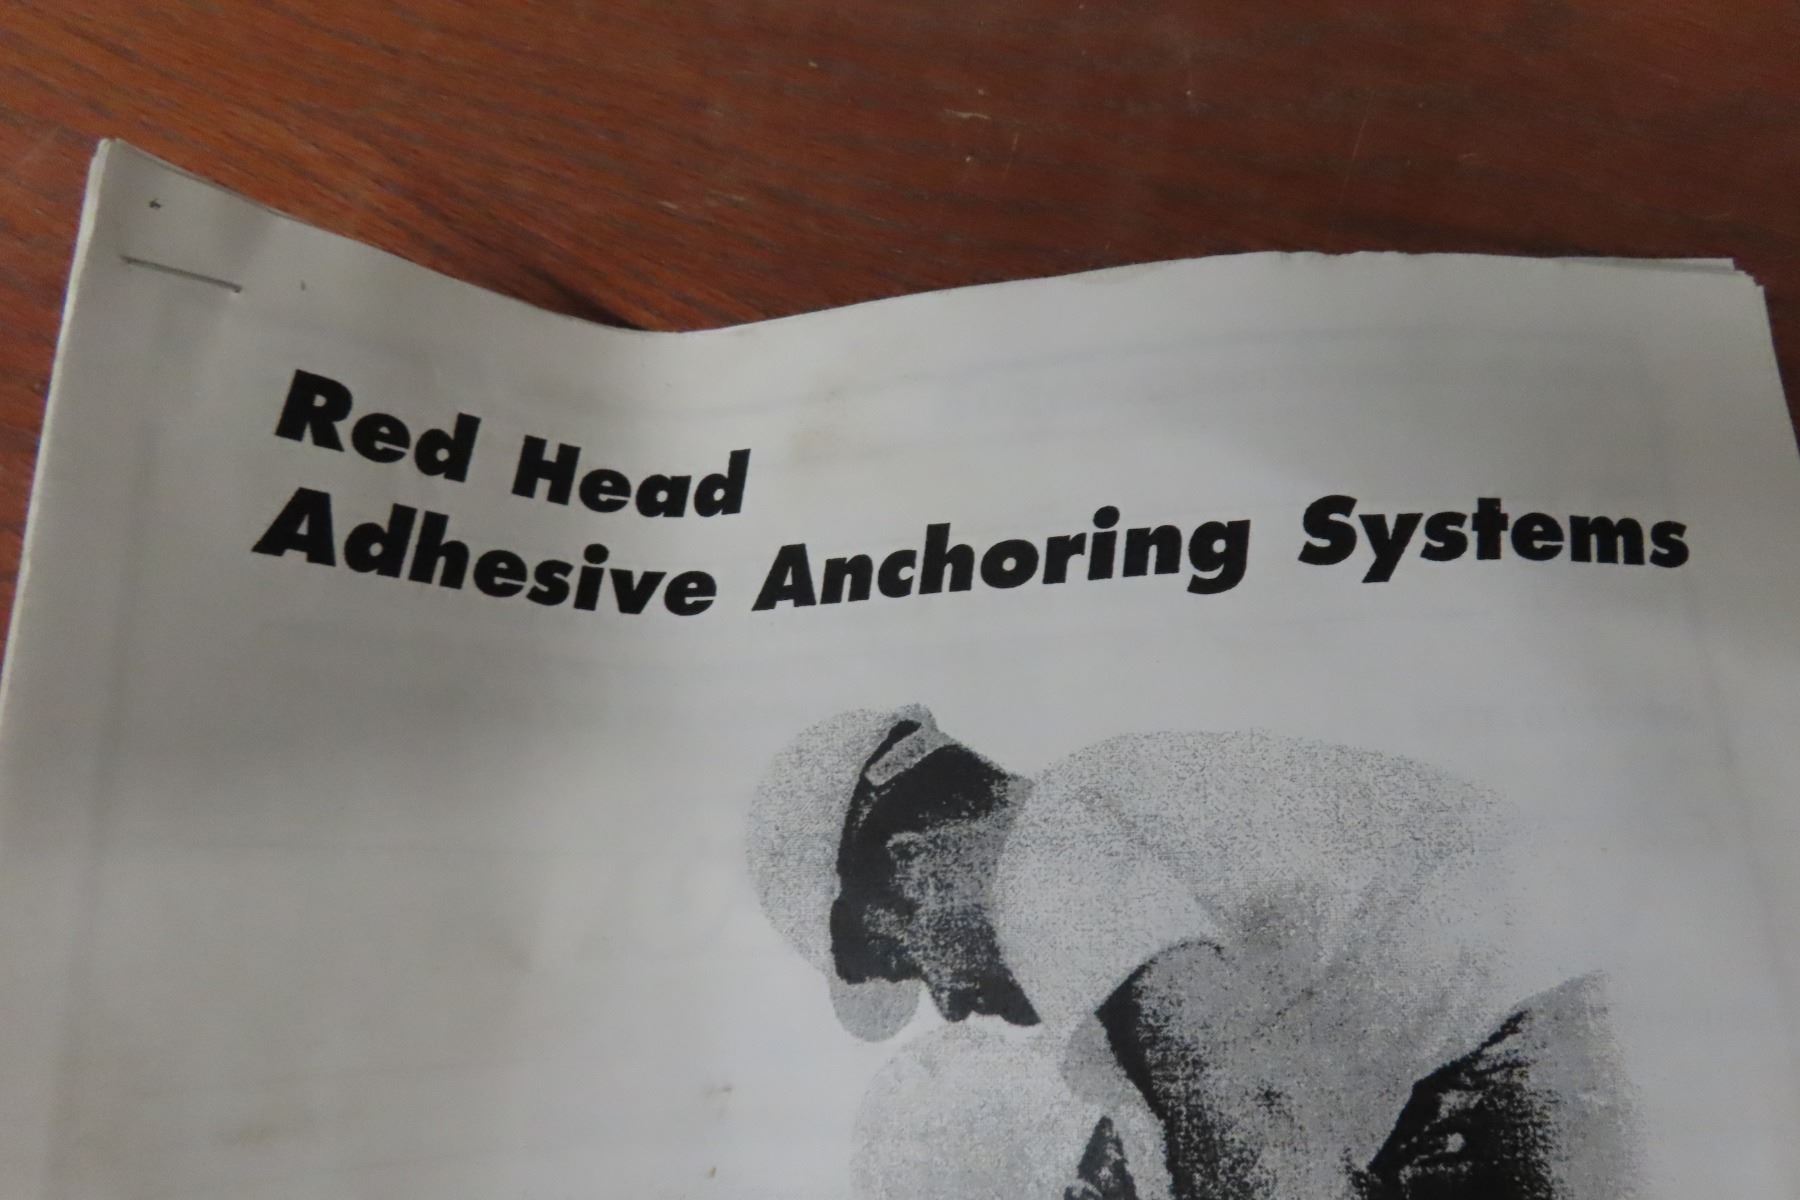 Red Head
Adhesive Anchoring Systems